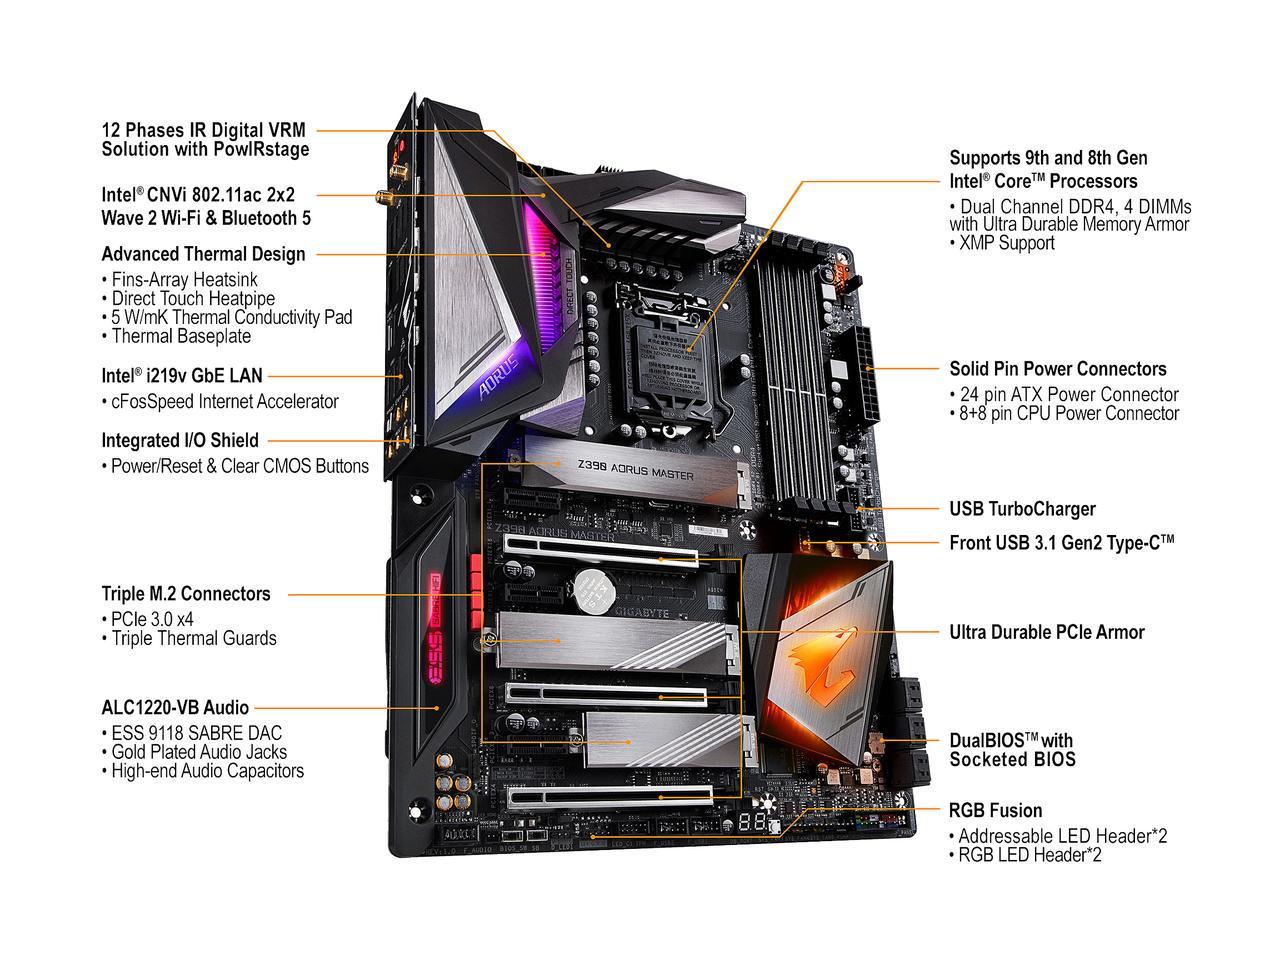 12 Phases IR Digital VRM
Solution with PowIRstage
Intel® CNVi 802.11ac 2x2
Wave 2 Wi-Fi & Bluetooth 5
Advanced Thermal Design
• Fins-Array Heatsink
• Direct Touch Heatpipe
• 5 W/mK Thermal Conductivity Pad
• Thermal Baseplate
Intel® i219v GbE LAN
• cFosSpeed Internet Accelerator
Integrated I/O Shield
• Power/Reset & Clear CMOS Buttons
Triple M.2 Connectors
• PCIe 3.0 x4
• Triple Thermal Guards
ALC1220-VB Audio
• ESS 9118 SABRE DAC
• Gold Plated Audio Jacks
• High-end Audio Capacitors
DIRECT TOUCH
AORUS
Z390 AORUS MASTER
Z390 AORUS MASTER
GIGABYTE
ESS SABRE HIFI
88
REV:1.0 F_AUDIO
Supports 9th and 8th Gen
Intel® Core™ Processors
• Dual Channel DDR4, 4 DIMMs
with Ultra Durable Memory Armor
• XMP Support
Solid Pin Power Connectors
• 24 pin ATX Power Connector
• 8+8 pin CPU Power Connector
USB TurboCharger
Front USB 3.1 Gen2 Type-C™
Ultra Durable PCIe Armor
DualBIOS™ with
Socketed BIOS
RGB Fusion
• Addressable LED Header*2
• RGB LED Header*2